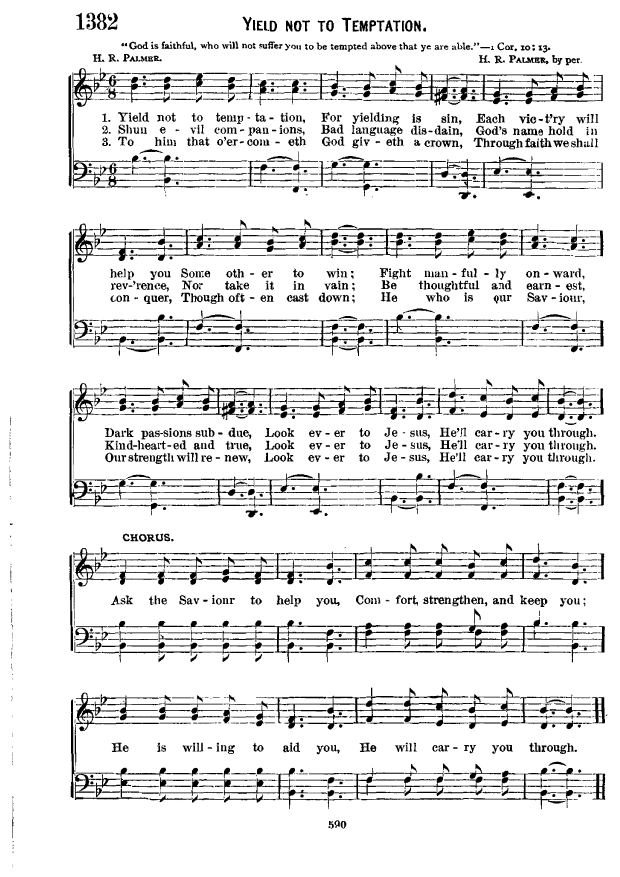 1382
YIELD NOT TO TEMPTATION.
"God is faithful, who will not suffer you to be tempted above that ye are able."—1 Cor. 10: 13.
H. R. PALMER. H. R. PALMER, by per.
1. Yield not to temp-ta-tion, For yielding is sin, Each vict'ry will
2. Shun e-vil com-pan-ions, Bad language dis-dain, God's name hold in
3. To him that o'er-com-eth God giv-eth a crown, Through faith we shall
help you Some oth-er to win; Fight man-ful-ly on-ward,
rev-'rence, Nor take it in vain; Be thoughtful and earn-est,
con-quer, Though oft-en cast down; He who is our Sav-iour,
Dark pas-sions sub-due, Look ev-er to Je-sus, He'll car-ry you through.
Kind-heart-ed and true, Look ev-er to Je-sus, He'll car-ry you through.
Our strength will re-new, Look ev-er to Je-sus, He'll car-ry you through.
CHORUS.
Ask the Sav-iour to help you, Com-fort, strengthen, and keep you;
He is will-ing to aid you, He will car-ry you through.
590